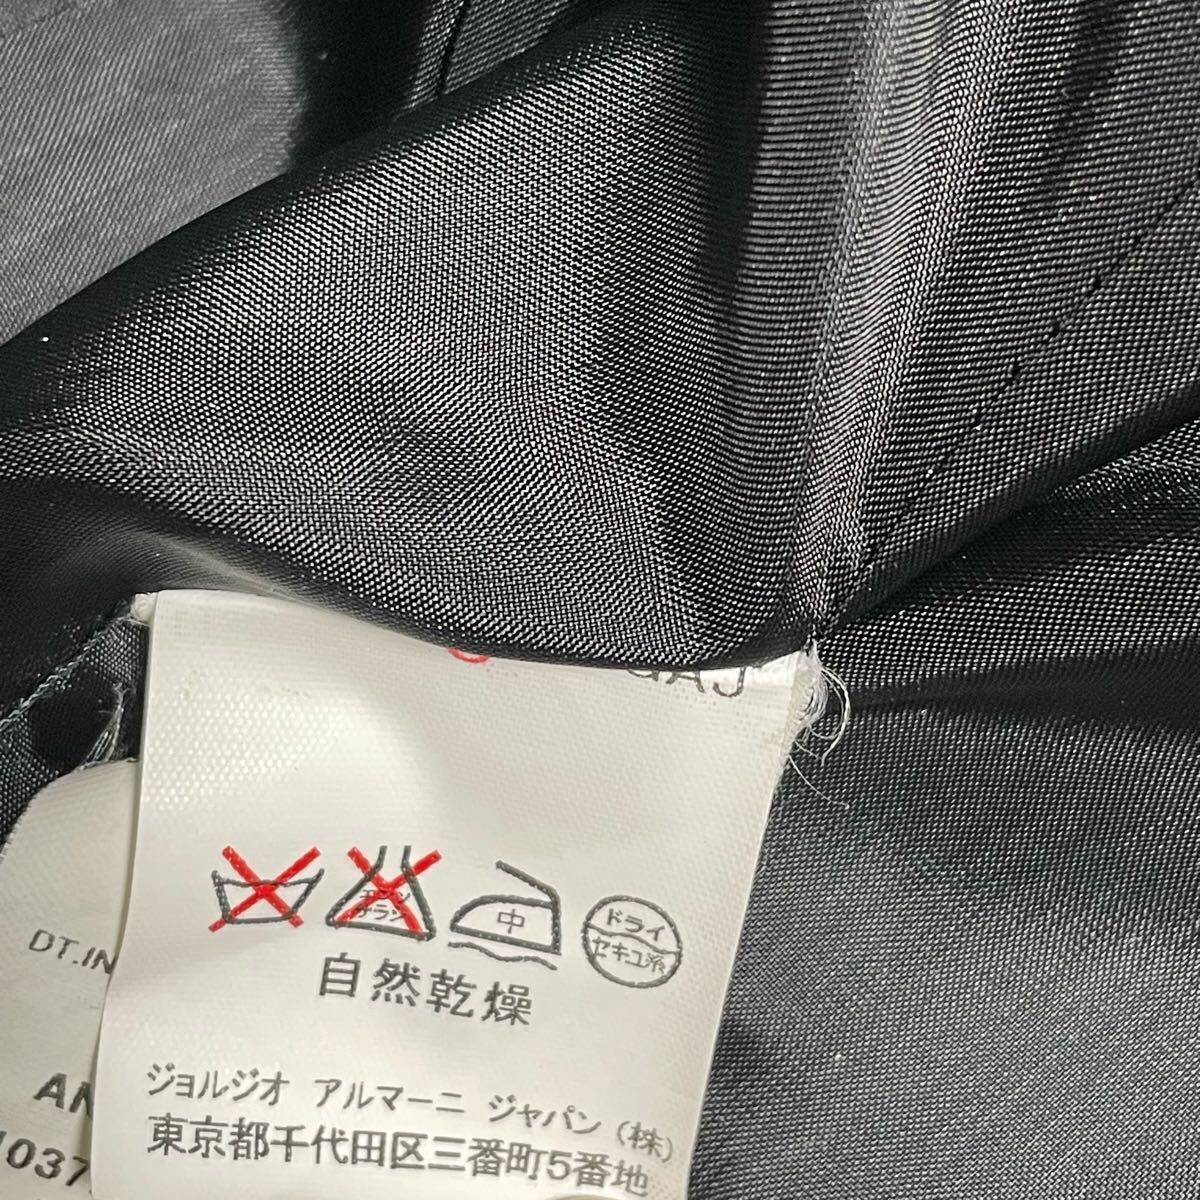 GAJ
エンソ
サラシ
中
ドライ
セキユ系
自然乾燥
ジョルジオ アルマーニ ジャパン(株)
東京都千代田区三番町5番地
DT.IN
AN
1037